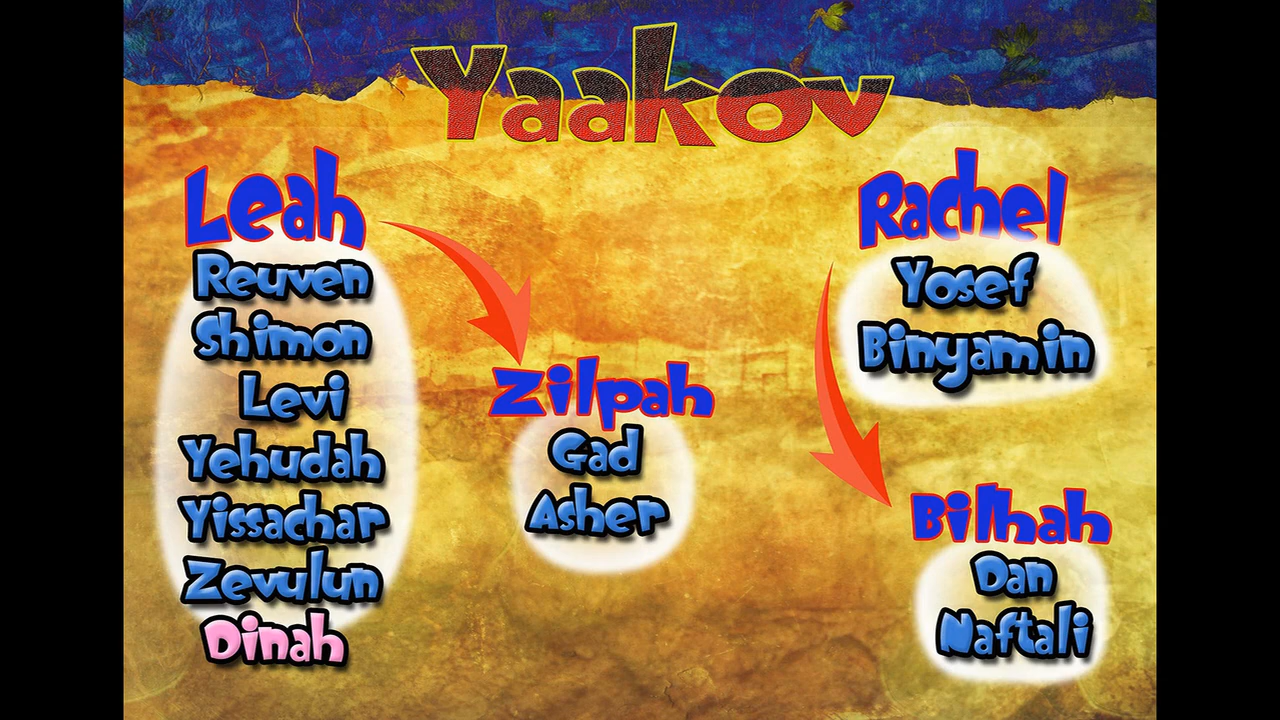 Yaakov
Leah
Reuven
Shimon
Levi
Yehudah
Yissachar
Zevulun
Dinah
Zilpah
Gad
Asher
Rachel
Yosef
Binyamin
Bilhah
Dan
Naftali